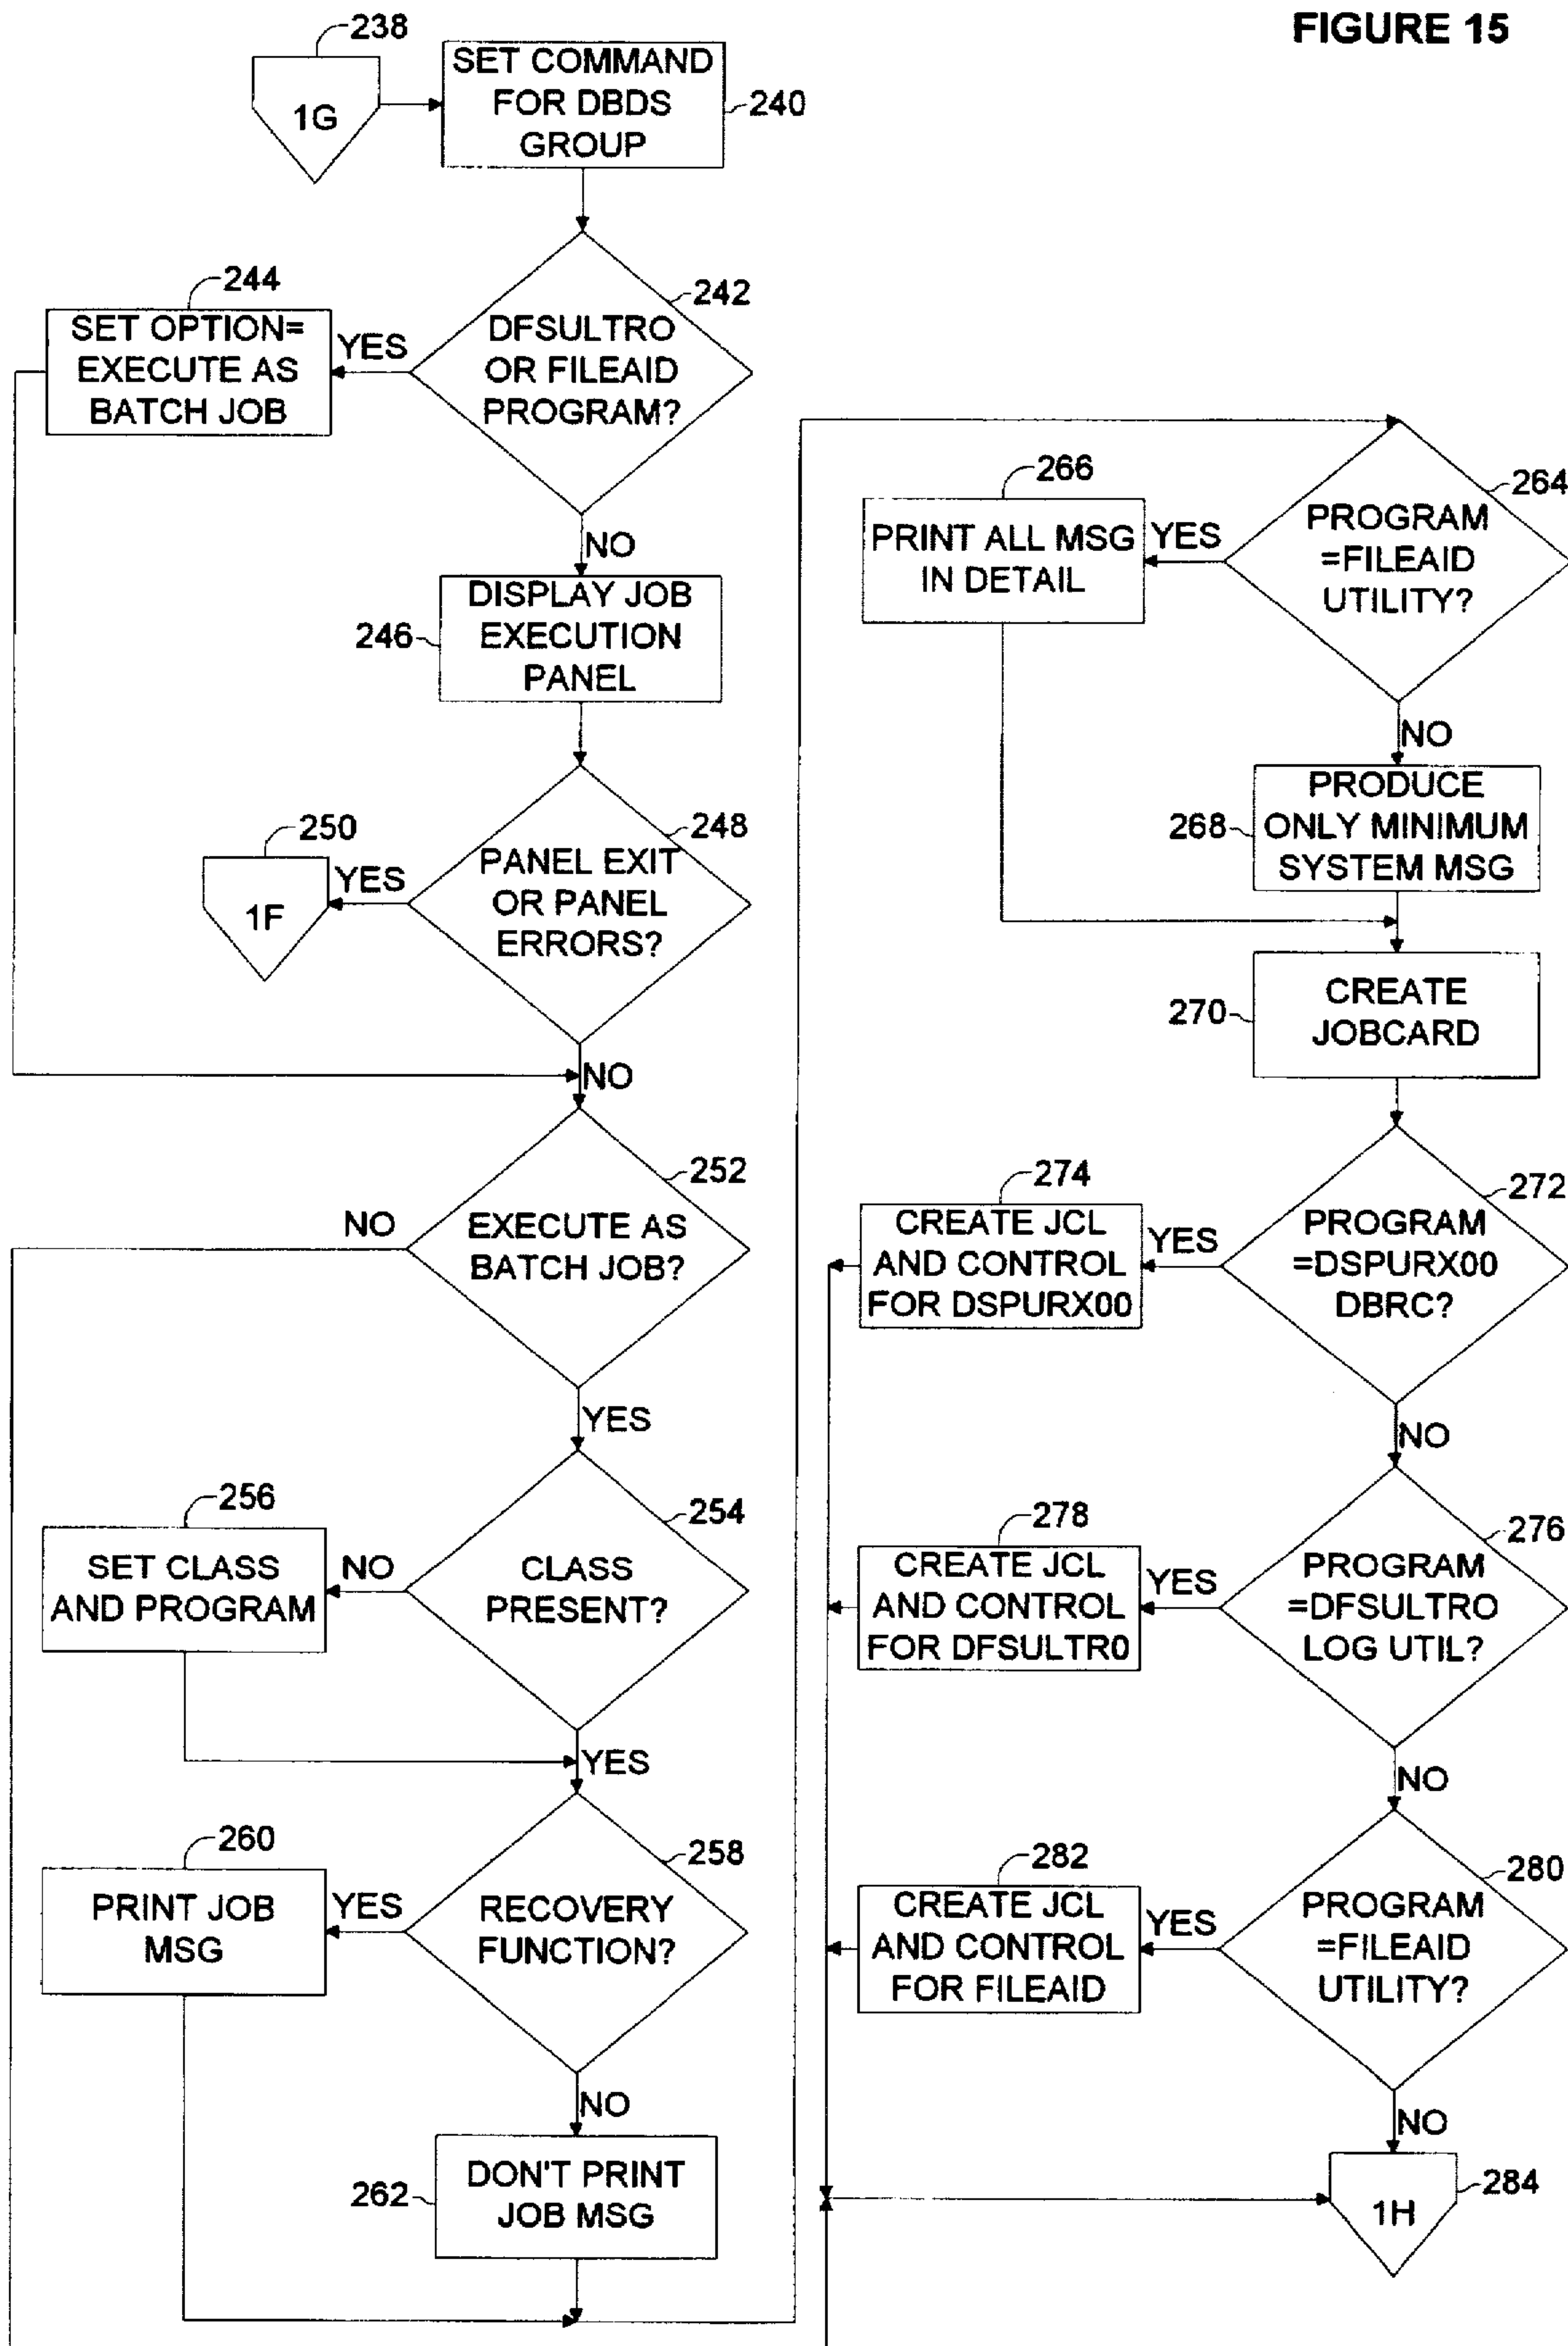 FIGURE 15
238
1G
SET COMMAND
FOR DBDS
GROUP
240
242
DFSULTRO
OR FILEAID
PROGRAM?
YES
244
SET OPTION=
EXECUTE AS
BATCH JOB
NO
246
DISPLAY JOB
EXECUTION
PANEL
248
PANEL EXIT
OR PANEL
ERRORS?
YES
250
1F
NO
252
EXECUTE AS
BATCH JOB?
NO
YES
254
CLASS
PRESENT?
NO
256
SET CLASS
AND PROGRAM
YES
258
RECOVERY
FUNCTION?
YES
260
PRINT JOB
MSG
NO
262
DON'T PRINT
JOB MSG
264
PROGRAM
=FILEAID
UTILITY?
YES
266
PRINT ALL MSG
IN DETAIL
NO
268
PRODUCE
ONLY MINIMUM
SYSTEM MSG
270
CREATE
JOBCARD
272
PROGRAM
=DSPURX00
DBRC?
YES
274
CREATE JCL
AND CONTROL
FOR DSPURX00
NO
276
PROGRAM
=DFSULTRO
LOG UTIL?
YES
278
CREATE JCL
AND CONTROL
FOR DFSULTR0
NO
280
PROGRAM
=FILEAID
UTILITY?
YES
282
CREATE JCL
AND CONTROL
FOR FILEAID
NO
1H
284